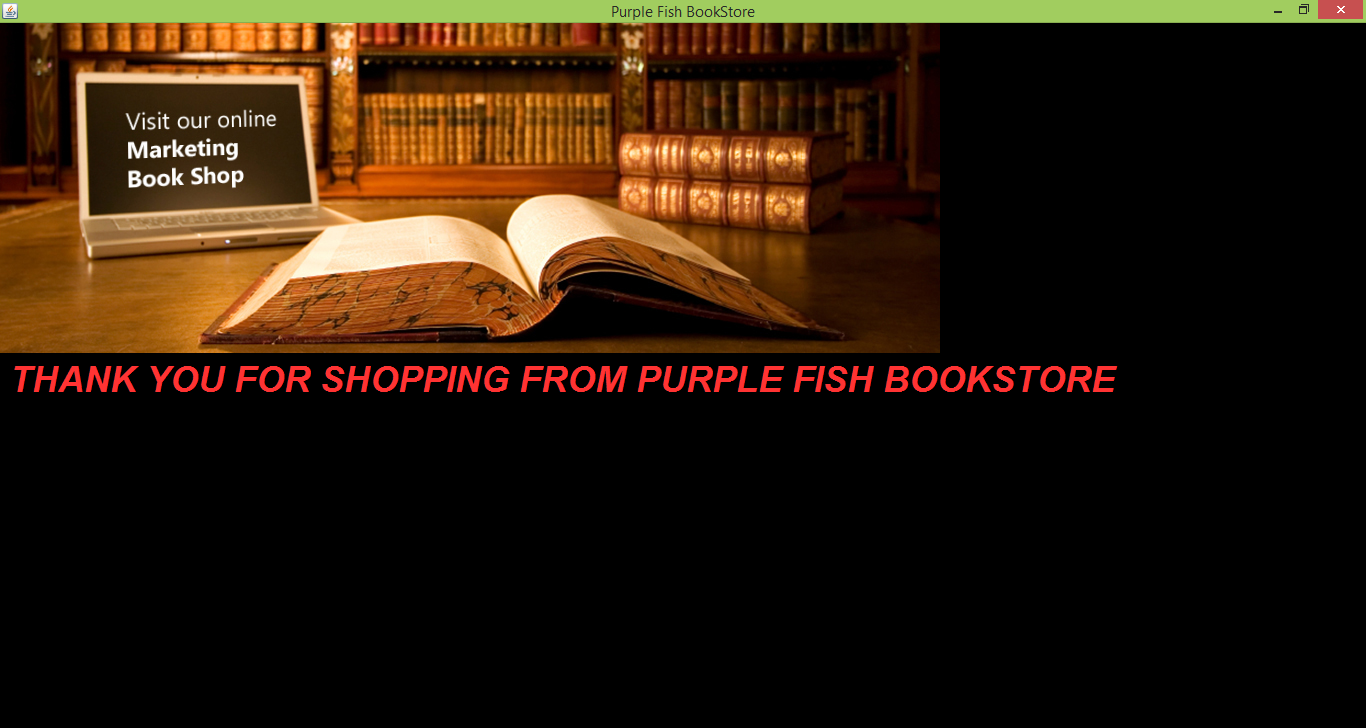 Purple Fish BookStore
Visit our online
Marketing
Book Shop
THANK YOU FOR SHOPPING FROM PURPLE FISH BOOKSTORE